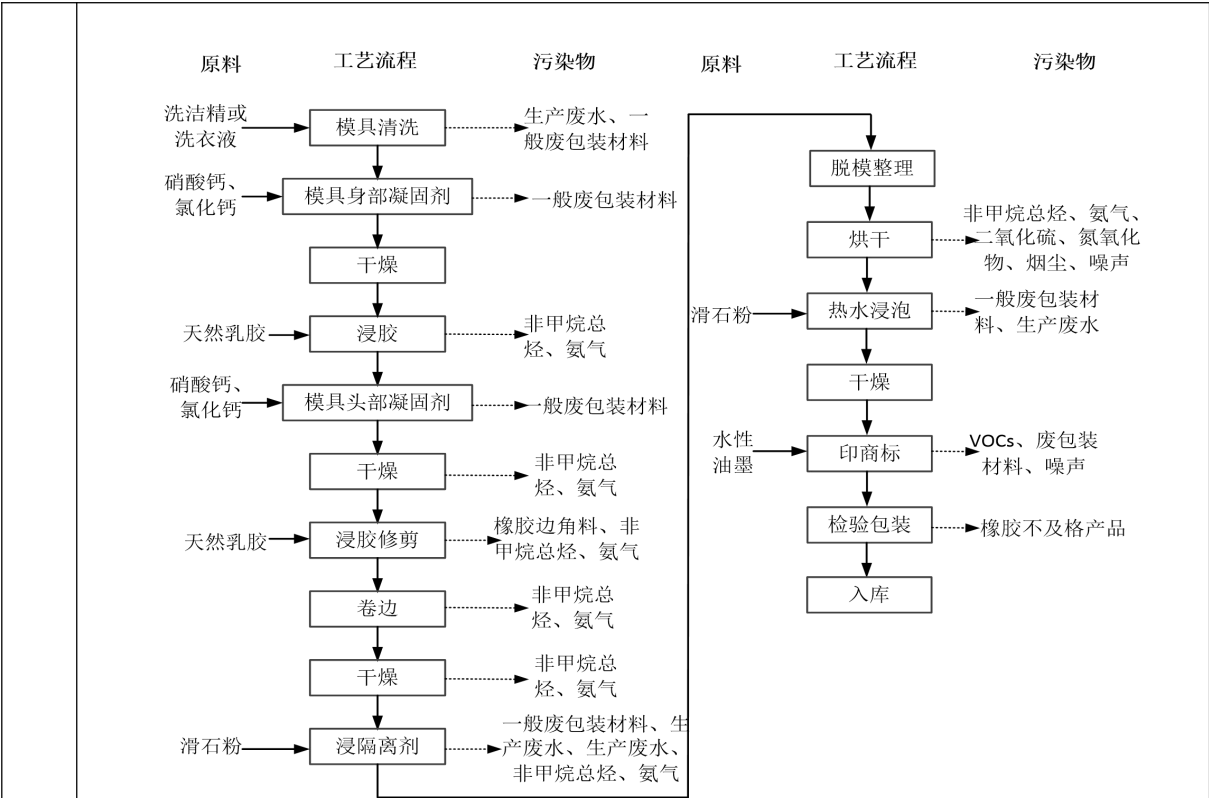 原料
工艺流程
污染物
洗洁精或
洗衣液
模具清洗
生产废水、一
般废包装材料
硝酸钙、
氯化钙
模具身部凝固剂
一般废包装材料
干燥
天然乳胶
浸胶
非甲烷总
烃、氨气
硝酸钙、
氯化钙
模具头部凝固剂
一般废包装材料
干燥
非甲烷总
烃、氨气
天然乳胶
浸胶修剪
橡胶边角料、非
甲烷总烃、氨气
卷边
非甲烷总
烃、氨气
干燥
非甲烷总
烃、氨气
滑石粉
浸隔离剂
一般废包装材料、生
产废水、生产废水、
非甲烷总烃、氨气
原料
工艺流程
污染物
脱模整理
烘干
非甲烷总烃、氨气、
二氧化硫、氮氧化
物、烟尘、噪声
滑石粉
热水浸泡
一般废包装材
料、生产废水
干燥
水性
油墨
印商标
VOCs、废包装
材料、噪声
检验包装
橡胶不及格产品
入库